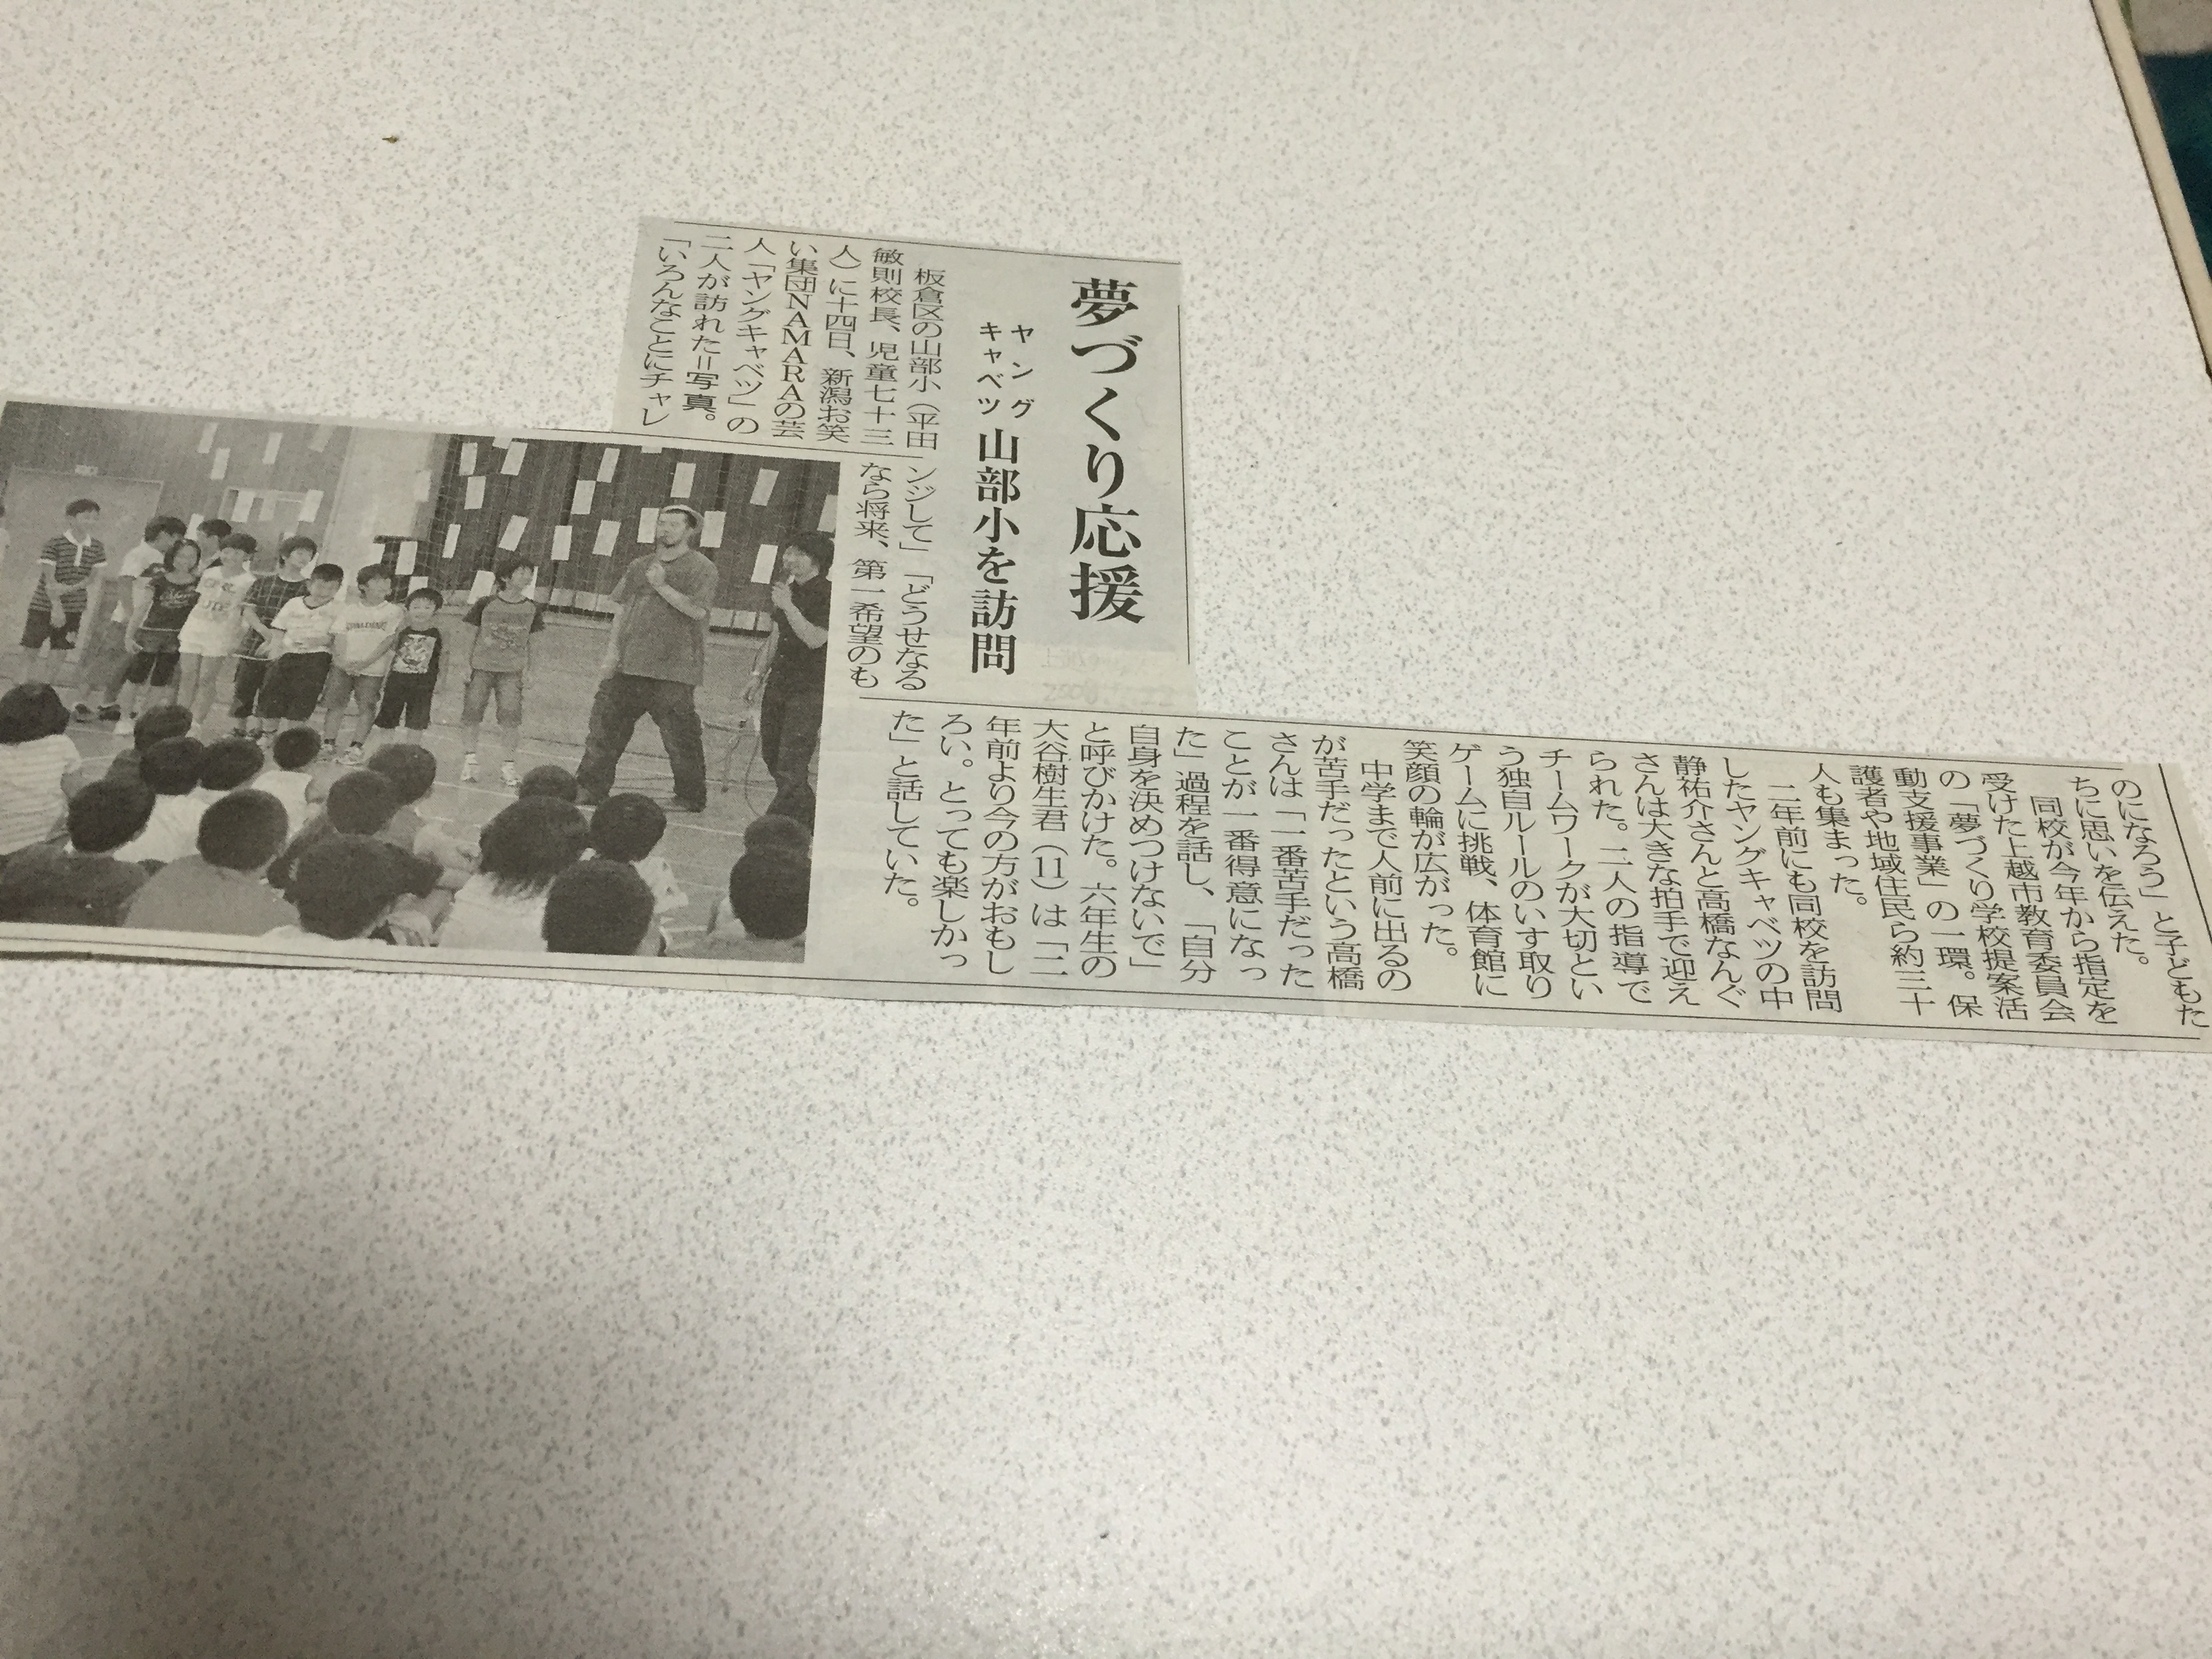 夢づくり応援
ヤング
キャベツ
山部小を訪問
板倉区の山部小（平田
敏則校長、児童七十三
人）に十四日、新潟お笑
い集団NAMARAの芸
人「ヤングキャベツ」の
二人が訪れた＝写真。
「いろんなことにチャレ
ンジして」「どうせなる
なら将来、第一希望のも
のになろう」と子どもた
ちに思いを伝えた。
同校が今年から指定を
受けた上越市教育委員会
の「夢づくり学校提案活
動支援事業」の一環。保
護者や地域住民ら約三十
人も集まった。
二年前にも同校を訪問
したヤングキャベツの中
静祐介さんと高橋なんぐ
さんは大きな拍手で迎え
られた。二人の指導で
チームワークが大切とい
う独自ルールのいす取り
ゲームに挑戦、体育館に
笑顔の輪が広がった。
中学まで人前に出るの
が苦手だったという高橋
さんは「一番苦手だった
ことが一番得意になっ
た」過程を話し、「自分
自身を決めつけないで」
と呼びかけた。六年生の
大谷樹生君（11）は「二
年前より今の方がおもし
ろい。とっても楽しかっ
た」と話していた。